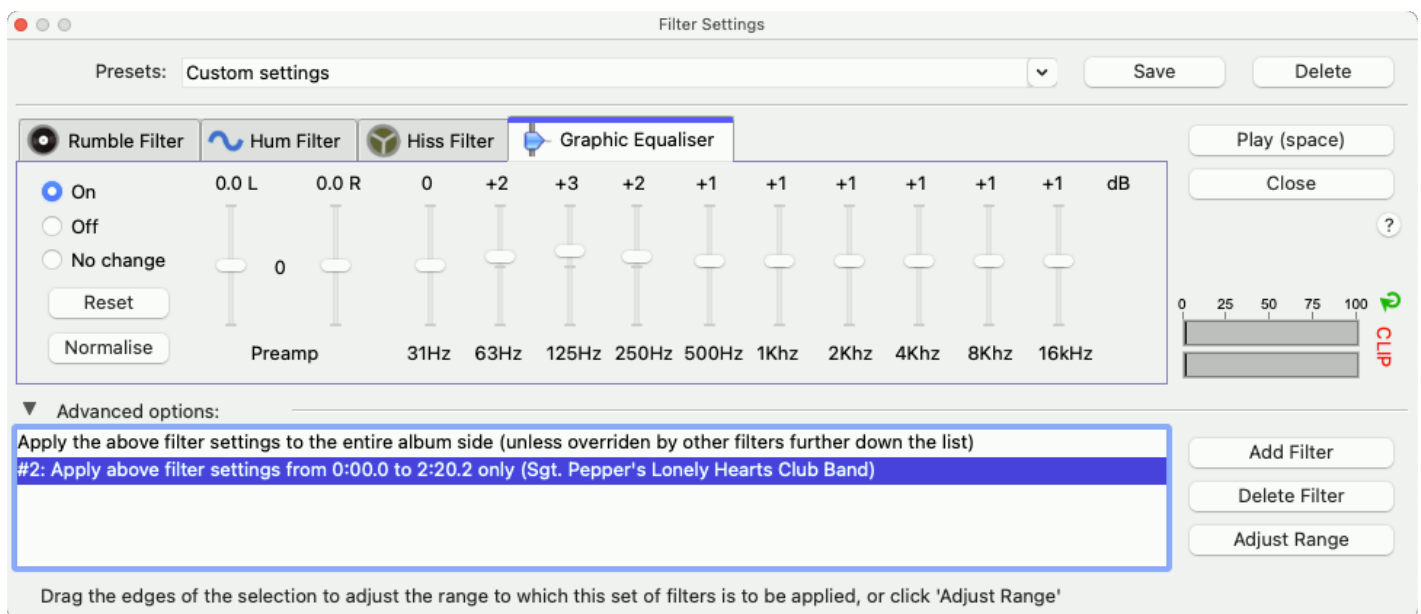 Filter Settings
Presets: Custom settings Save Delete
Rumble Filter Hum Filter Hiss Filter Graphic Equaliser Play (space)
On 0.0 L 0.0 R 0 +2 +3 +2 +1 +1 +1 +1 +1 +1 dB Close
Off ?
No change 0
Reset 0 25 50 75 100
Normalise Preamp 31Hz 63Hz 125Hz 250Hz 500Hz 1Khz 2Khz 4Khz 8Khz 16kHz CLIP
Advanced options:
Apply the above filter settings to the entire album side (unless overriden by other filters further down the list) Add Filter
#2: Apply above filter settings from 0:00.0 to 2:20.2 only (Sgt. Pepper's Lonely Hearts Club Band)
Delete Filter
Adjust Range
Drag the edges of the selection to adjust the range to which this set of filters is to be applied, or click 'Adjust Range'